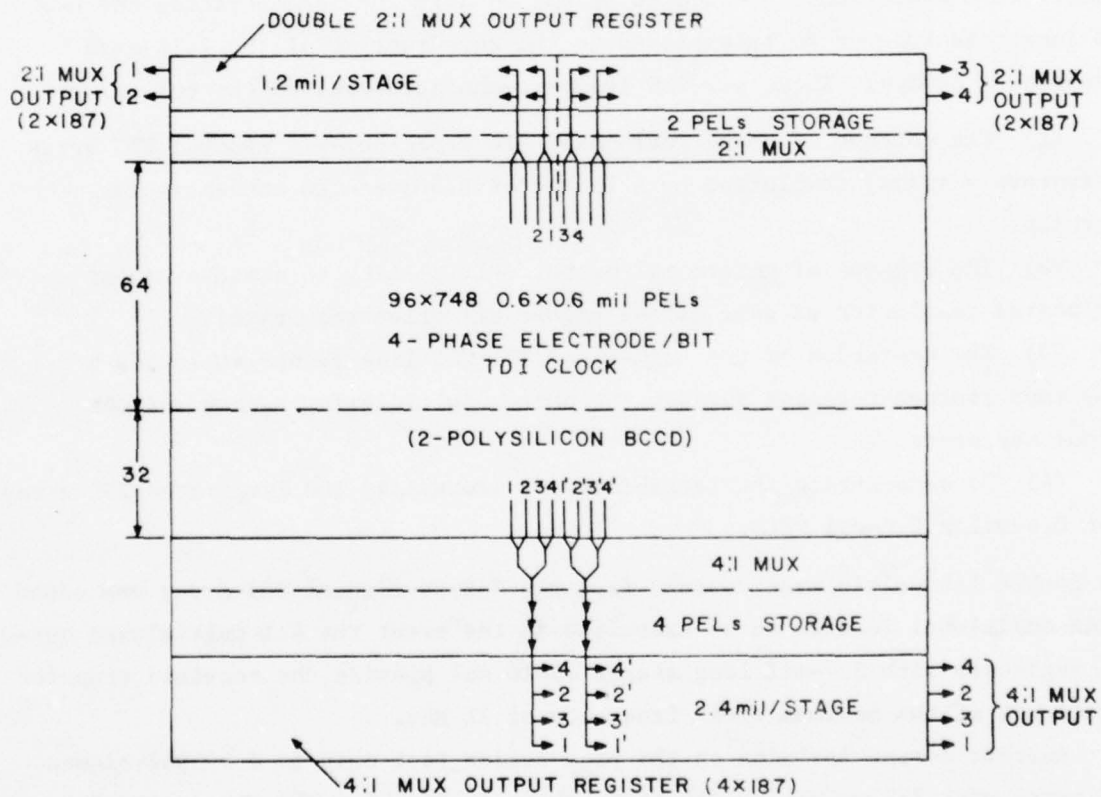 DOUBLE 2:1 MUX OUTPUT REGISTER
2:1 MUX OUTPUT (2×187)
1
2
1.2 mil/STAGE
3
4
2:1 MUX OUTPUT (2×187)
2 PELs STORAGE
2:1 MUX
2 1 3 4
64
96×748 0.6×0.6 mil PELs
4-PHASE ELECTRODE/BIT
TDI CLOCK
32
(2-POLYSILICON BCCD)
1 2 3 4 1' 2' 3' 4'
4:1 MUX
4 PELs STORAGE
4 4'
2 2'
3 3'
1 1'
2.4 mil/STAGE
4
2
3
1
4:1 MUX OUTPUT
4:1 MUX OUTPUT REGISTER (4×187)